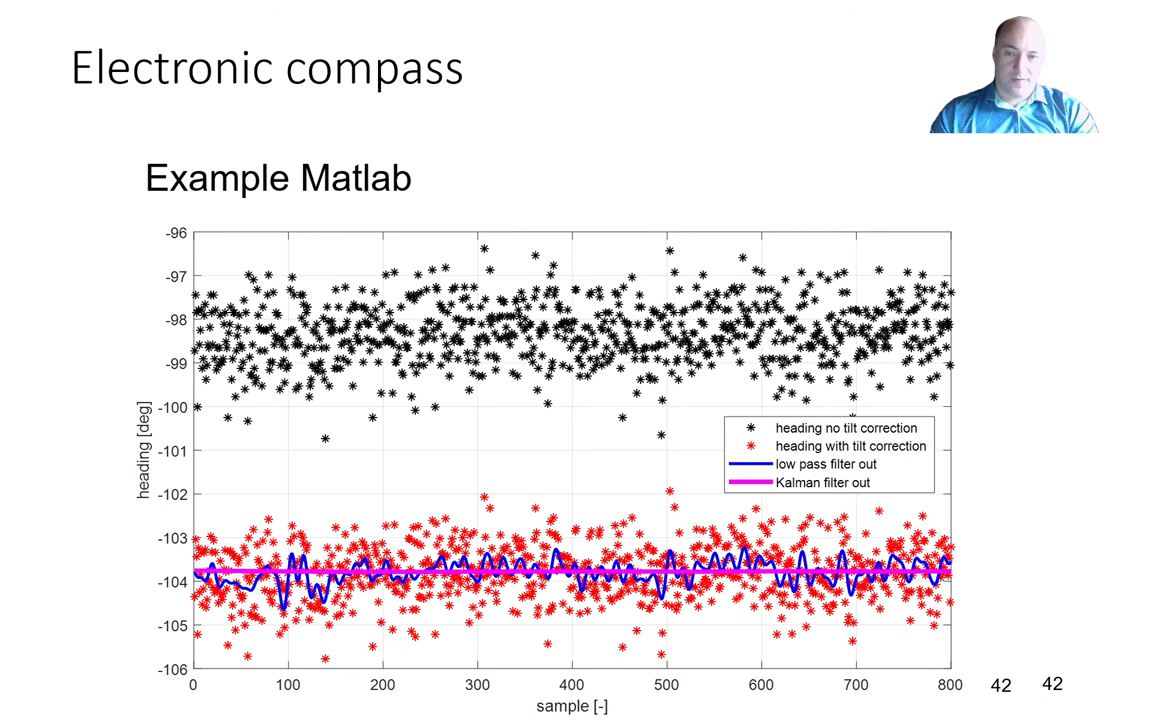 Electronic compass
Example Matlab
heading [deg]
-96
-97
-98
-99
-100
-101
-102
-103
-104
-105
-106
heading no tilt correction
heading with tilt correction
low pass filter out
Kalman filter out
0 100 200 300 400 500 600 700 800
sample [-]
42 42